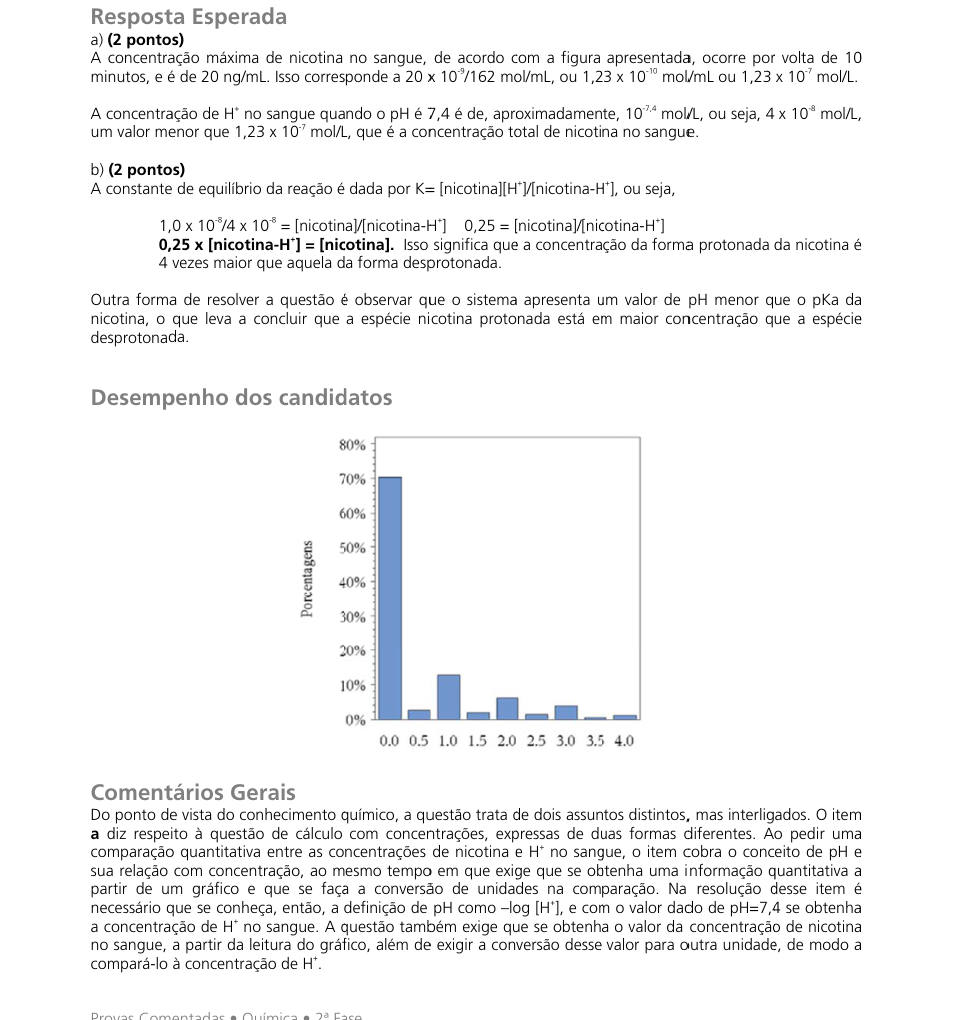 Resposta Esperada
a) (2 pontos)
A concentração máxima de nicotina no sangue, de acordo com a figura apresentada, ocorre por volta de 10
minutos, e é de 20 ng/mL. Isso corresponde a 20 x 10⁻⁹/162 mol/mL, ou 1,23 x 10⁻¹⁰ mol/mL ou 1,23 x 10⁻⁷ mol/L.
A concentração de H⁺ no sangue quando o pH é 7,4 é de, aproximadamente, 10⁻⁷·⁴ mol/L, ou seja, 4 x 10⁻⁸ mol/L,
um valor menor que 1,23 x 10⁻⁷ mol/L, que é a concentração total de nicotina no sangue.
b) (2 pontos)
A constante de equilíbrio da reação é dada por K= [nicotina][H⁺]/[nicotina-H⁺], ou seja,
1,0 x 10⁻⁸/4 x 10⁻⁸ = [nicotina]/[nicotina-H⁺] 0,25 = [nicotina]/[nicotina-H⁺]
0,25 x [nicotina-H⁺] = [nicotina]. Isso significa que a concentração da forma protonada da nicotina é
4 vezes maior que aquela da forma desprotonada.
Outra forma de resolver a questão é observar que o sistema apresenta um valor de pH menor que o pKa da
nicotina, o que leva a concluir que a espécie nicotina protonada está em maior concentração que a espécie
desprotonada.
Desempenho dos candidatos
80%
70%
60%
50%
40%
30%
20%
10%
0%
Porcentagens
0.0 0.5 1.0 1.5 2.0 2.5 3.0 3.5 4.0
Comentários Gerais
Do ponto de vista do conhecimento químico, a questão trata de dois assuntos distintos, mas interligados. O item
a diz respeito à questão de cálculo com concentrações, expressas de duas formas diferentes. Ao pedir uma
comparação quantitativa entre as concentrações de nicotina e H⁺ no sangue, o item cobra o conceito de pH e
sua relação com concentração, ao mesmo tempo em que exige que se obtenha uma informação quantitativa a
partir de um gráfico e que se faça a conversão de unidades na comparação. Na resolução desse item é
necessário que se conheça, então, a definição de pH como –log [H⁺], e com o valor dado de pH=7,4 se obtenha
a concentração de H⁺ no sangue. A questão também exige que se obtenha o valor da concentração de nicotina
no sangue, a partir da leitura do gráfico, além de exigir a conversão desse valor para outra unidade, de modo a
compará-lo à concentração de H⁺.
Provas Comentadas • Química • 2ª Fase